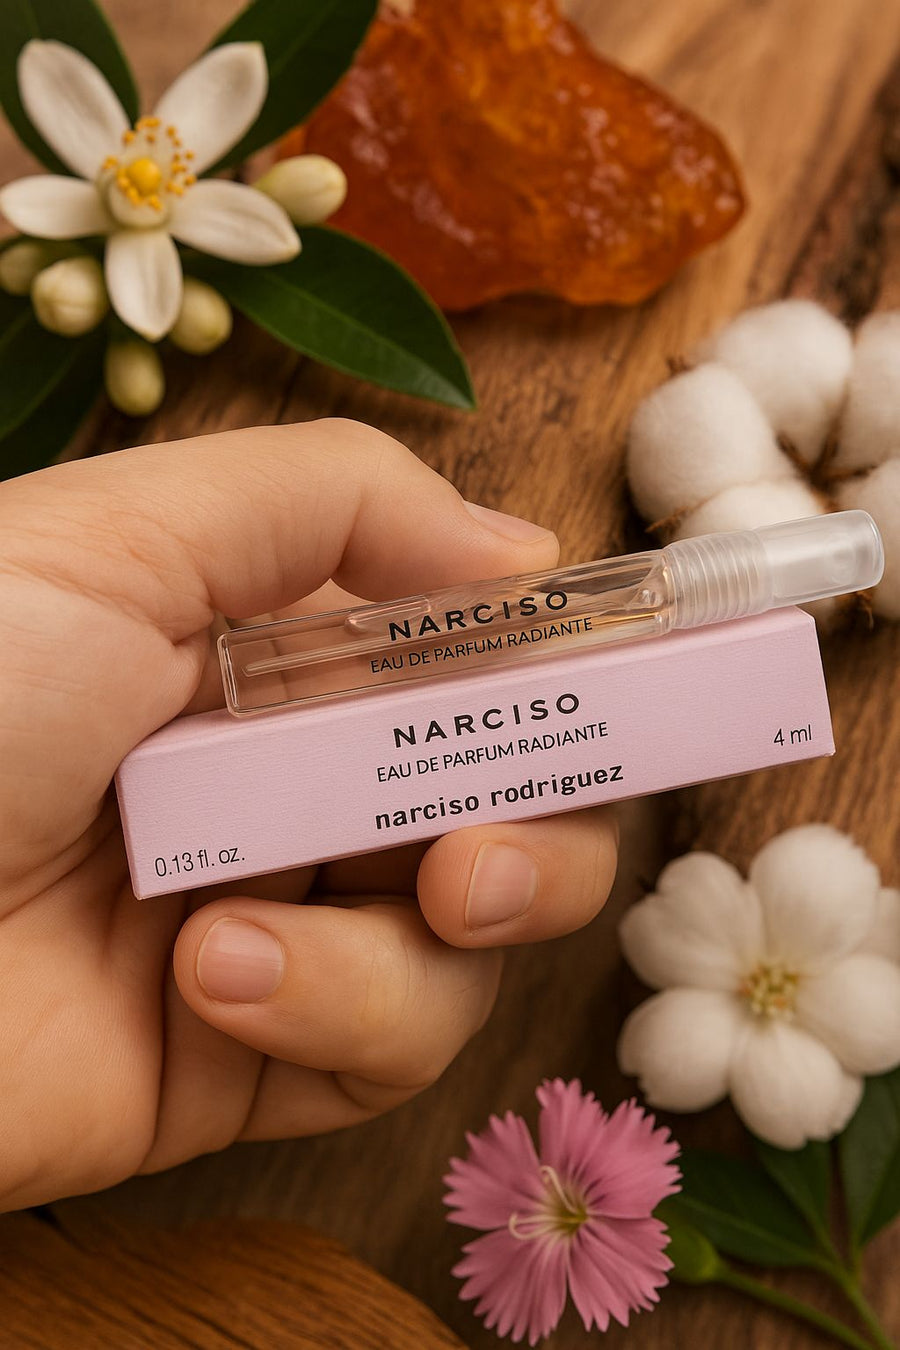 NARCISO
EAU DE PARFUM RADIANTE
NARCISO
EAU DE PARFUM RADIANTE
narciso rodriguez
4 ml
0.13 fl. oz.